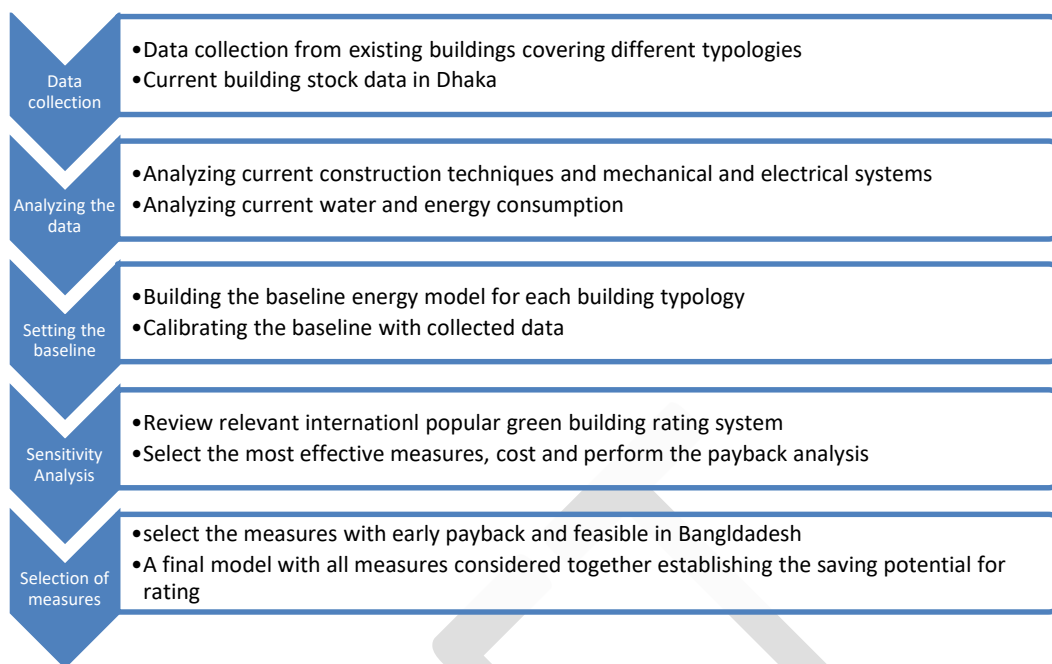 Data
collection
•Data collection from existing buildings covering different typologies
•Current building stock data in Dhaka
Analyzing the
data
•Analyzing current construction techniques and mechanical and electrical systems
•Analyzing current water and energy consumption
Setting the
baseline
•Building the baseline energy model for each building typology
•Calibrating the baseline with collected data
Sensitivity
Analysis
•Review relevant internationl popular green building rating system
•Select the most effective measures, cost and perform the payback analysis
Selection of
measures
•select the measures with early payback and feasible in Bangldadesh
•A final model with all measures considered together establishing the saving potential for
rating